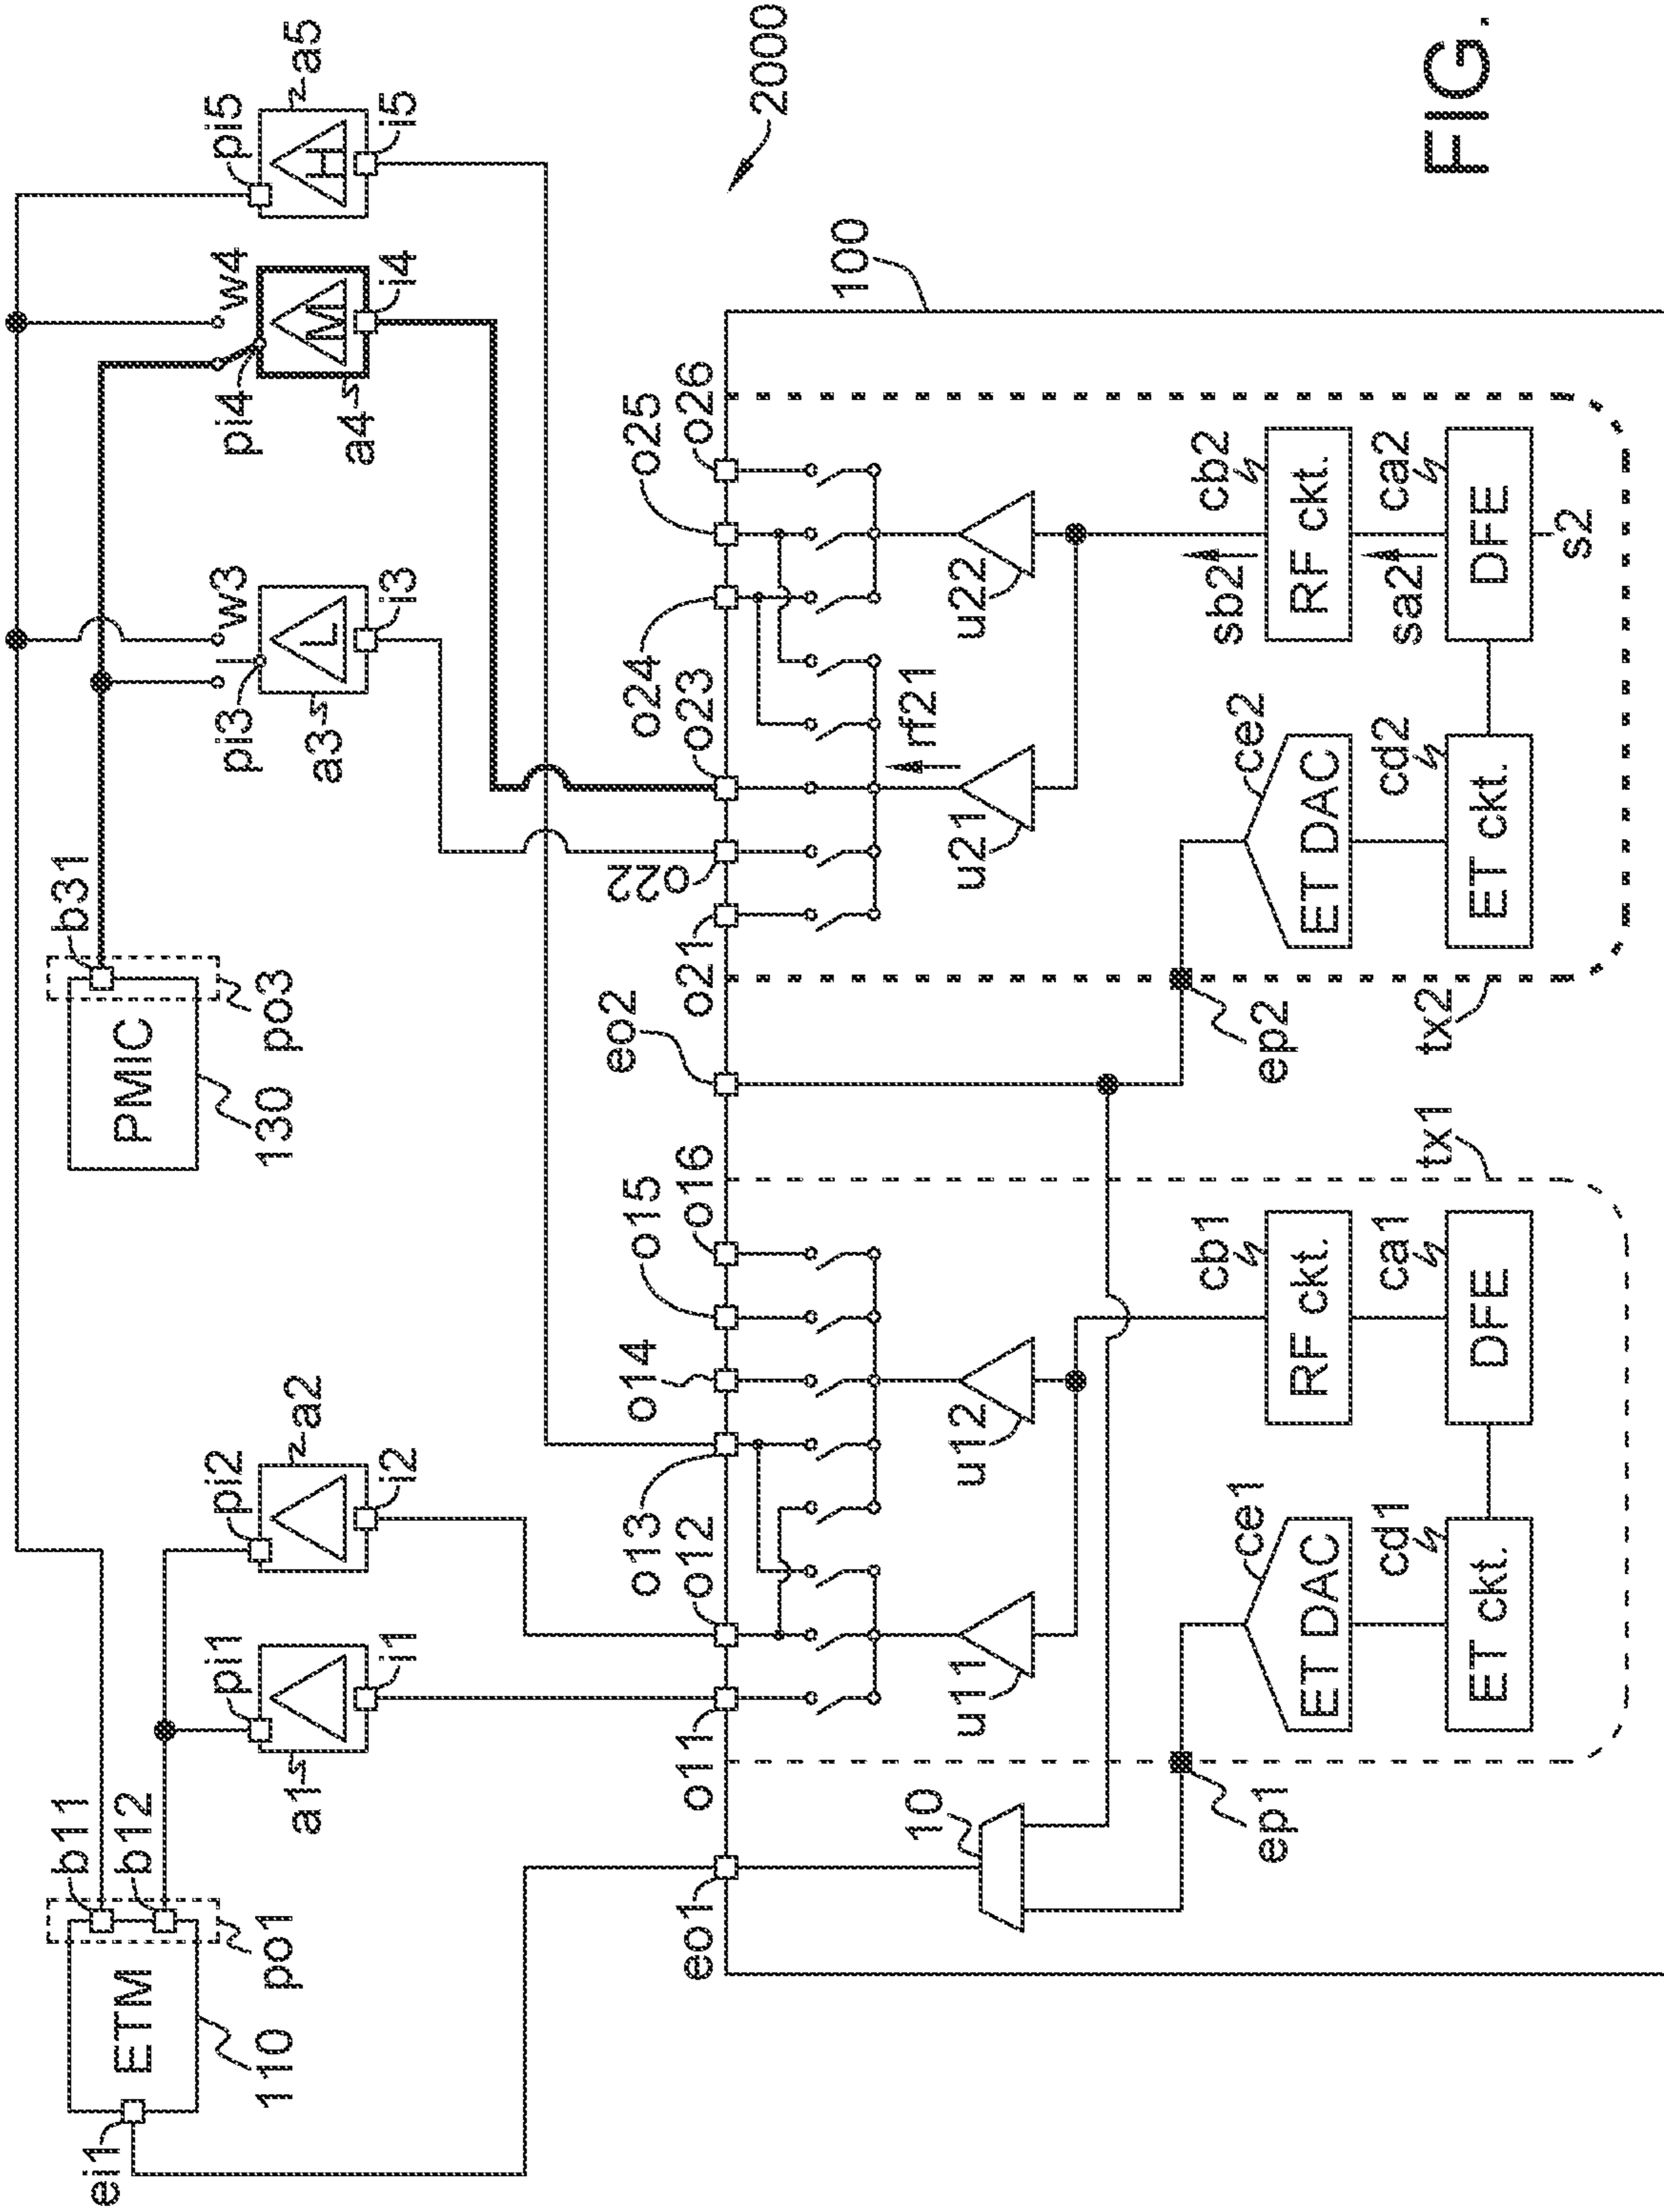 ETM
ei1
110
po1
b11
b12
PMIC
130
po3
b31
a1
pi1
i1
a2
pi2
i2
a3
pi3
w3
L
i3
a4
pi4
w4
M
i4
a5
pi5
H
i5
2000
100
eo1
o11
o12
o13
o14
o15
o16
eo2
o21
o22
o23
o24
o25
o26
10
u11
u12
u21
rf21
u22
ep1
ce1
ET DAC
cd1
ET ckt.
cb1
RF ckt.
ca1
DFE
tx1
ep2
ce2
ET DAC
cd2
ET ckt.
sb2
cb2
RF ckt.
sa2
ca2
DFE
s2
tx2
FIG.